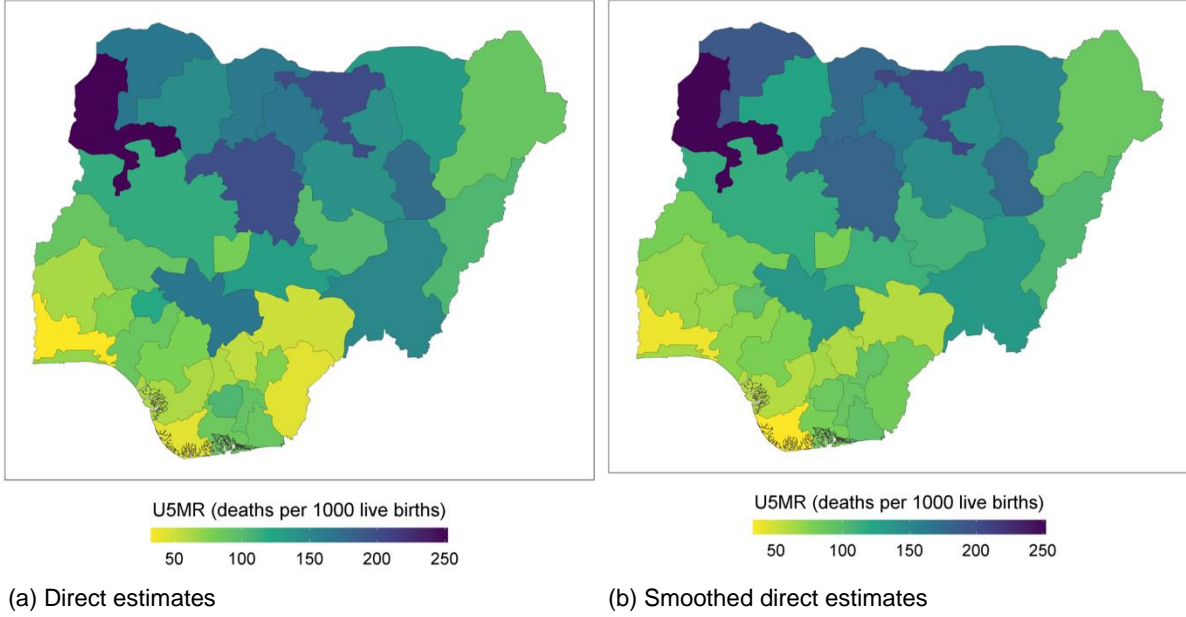 U5MR (deaths per 1000 live births)
50 100 150 200 250
(a) Direct estimates
U5MR (deaths per 1000 live births)
50 100 150 200 250
(b) Smoothed direct estimates